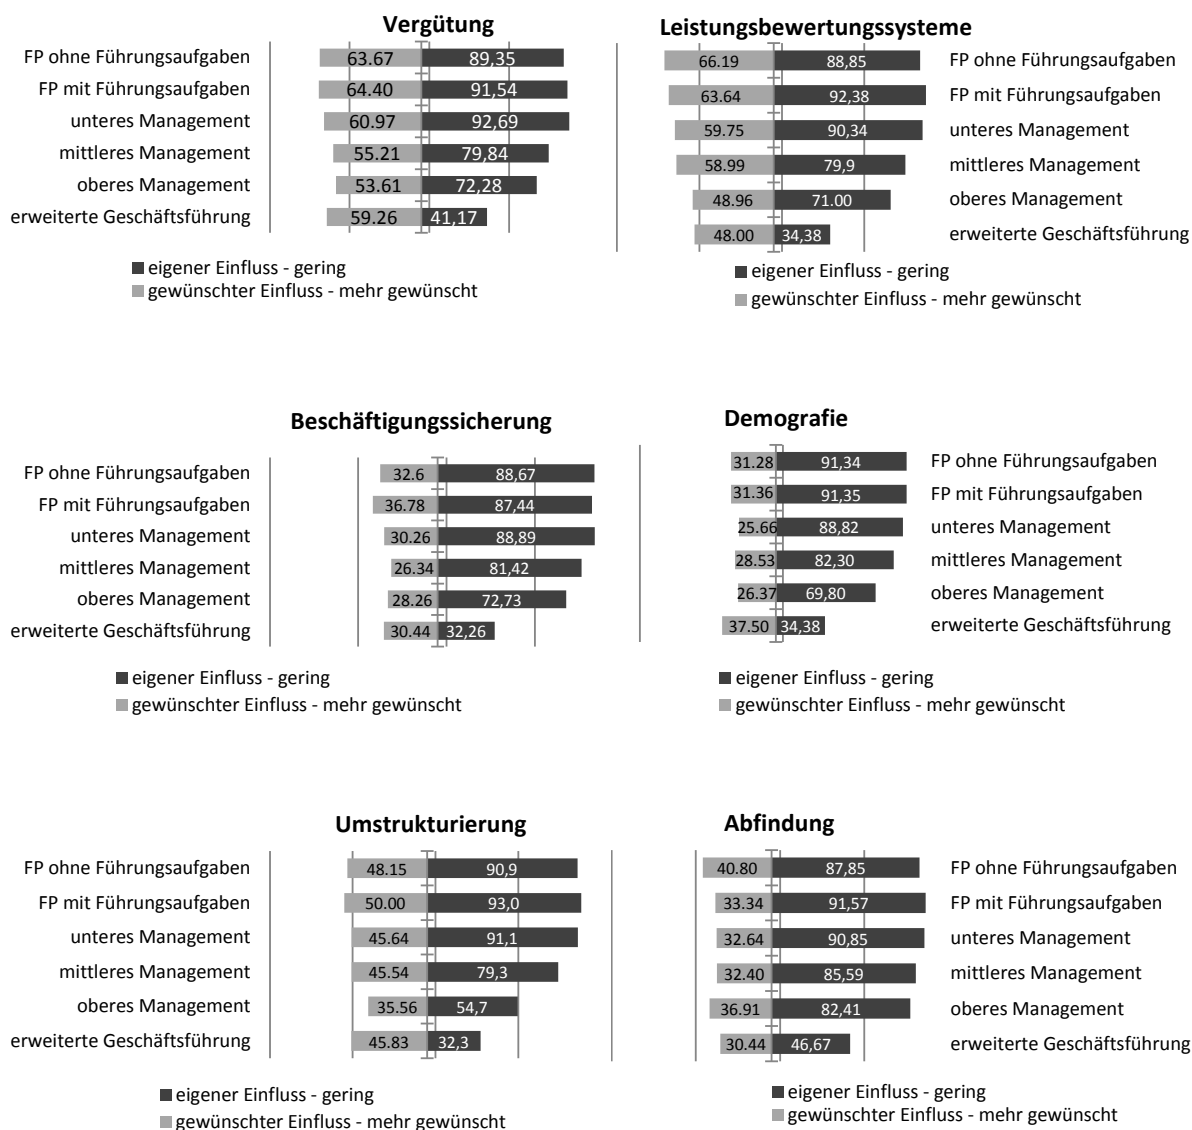 Vergütung
FP ohne Führungsaufgaben 63.67 89,35
FP mit Führungsaufgaben 64.40 91,54
unteres Management 60.97 92,69
mittleres Management 55.21 79,84
oberes Management 53.61 72,28
erweiterte Geschäftsführung 59.26 41,17
eigener Einfluss - gering
gewünschter Einfluss - mehr gewünscht
Leistungsbewertungssysteme
66.19 88,85 FP ohne Führungsaufgaben
63.64 92,38 FP mit Führungsaufgaben
59.75 90,34 unteres Management
58.99 79,9 mittleres Management
48.96 71.00 oberes Management
48.00 34,38 erweiterte Geschäftsführung
eigener Einfluss - gering
gewünschter Einfluss - mehr gewünscht
Beschäftigungssicherung
FP ohne Führungsaufgaben 32.6 88,67
FP mit Führungsaufgaben 36.78 87,44
unteres Management 30.26 88,89
mittleres Management 26.34 81,42
oberes Management 28.26 72,73
erweiterte Geschäftsführung 30.44 32,26
eigener Einfluss - gering
gewünschter Einfluss - mehr gewünscht
Demografie
31.28 91,34 FP ohne Führungsaufgaben
31.36 91,35 FP mit Führungsaufgaben
25.66 88,82 unteres Management
28.53 82,30 mittleres Management
26.37 69,80 oberes Management
37.50 34,38 erweiterte Geschäftsführung
eigener Einfluss - gering
gewünschter Einfluss - mehr gewünscht
Umstrukturierung
FP ohne Führungsaufgaben 48.15 90,9
FP mit Führungsaufgaben 50.00 93,0
unteres Management 45.64 91,1
mittleres Management 45.54 79,3
oberes Management 35.56 54,7
erweiterte Geschäftsführung 45.83 32,3
eigener Einfluss - gering
gewünschter Einfluss - mehr gewünscht
Abfindung
40.80 87,85 FP ohne Führungsaufgaben
33.34 91,57 FP mit Führungsaufgaben
32.64 90,85 unteres Management
32.40 85,59 mittleres Management
36.91 82,41 oberes Management
30.44 46,67 erweiterte Geschäftsführung
eigener Einfluss - gering
gewünschter Einfluss - mehr gewünscht